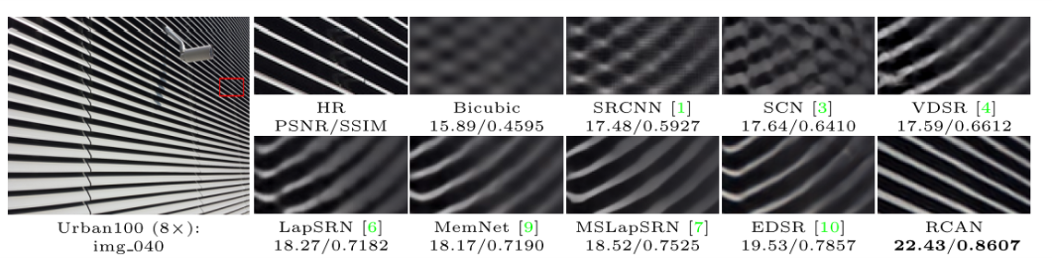 HR
PSNR/SSIM
Bicubic
15.89/0.4595
SRCNN [1]
17.48/0.5927
SCN [3]
17.64/0.6410
VDSR [4]
17.59/0.6612
Urban100 (8×):
img_040
LapSRN [6]
18.27/0.7182
MemNet [9]
18.17/0.7190
MSLapSRN [7]
18.52/0.7525
EDSR [10]
19.53/0.7857
RCAN
22.43/0.8607